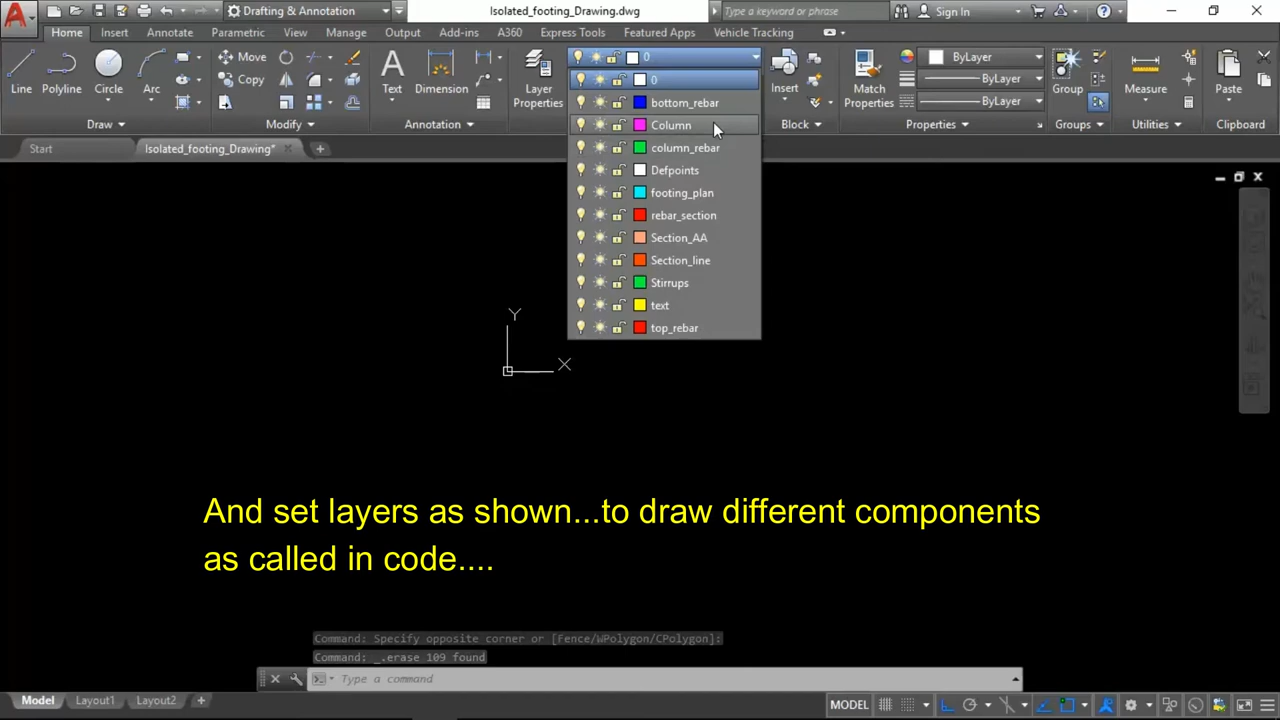 Drafting & Annotation
Isolated_footing_Drawing.dwg
Type a keyword or phrase
Sign In
Home
Insert
Annotate
Parametric
View
Manage
Output
Add-ins
A360
Express Tools
Featured Apps
Vehicle Tracking
Line
Polyline
Circle
Arc
Move
Copy
Text
Dimension
Layer
Properties
0
Insert
Match
Properties
ByLayer
ByLayer
ByLayer
Group
Measure
Paste
Draw
Modify
Annotation
Block
Properties
Groups
Utilities
Clipboard
Start
Isolated_footing_Drawing*
0
bottom_rebar
Column
column_rebar
Defpoints
footing_plan
rebar_section
Section_AA
Section_line
Stirrups
text
top_rebar
Y
X
And set layers as shown...to draw different components
as called in code....
Command: Specify opposite corner or [Fence/WPolygon/CPolygon]:
Command: _.erase 109 found
Type a command
Model
Layout1
Layout2
MODEL